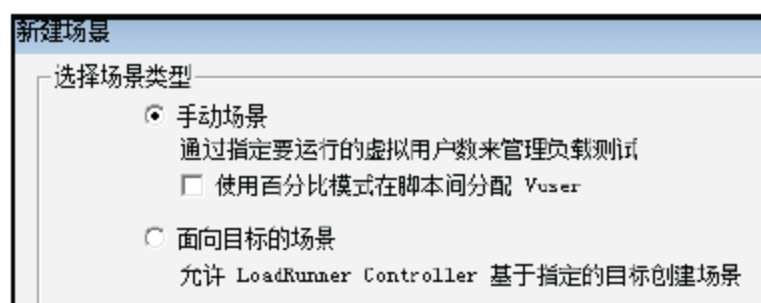 新建场景
选择场景类型
手动场景
通过指定要运行的虚拟用户数来管理负载测试
使用百分比模式在脚本间分配 Vuser
面向目标的场景
允许 LoadRunner Controller 基于指定的目标创建场景